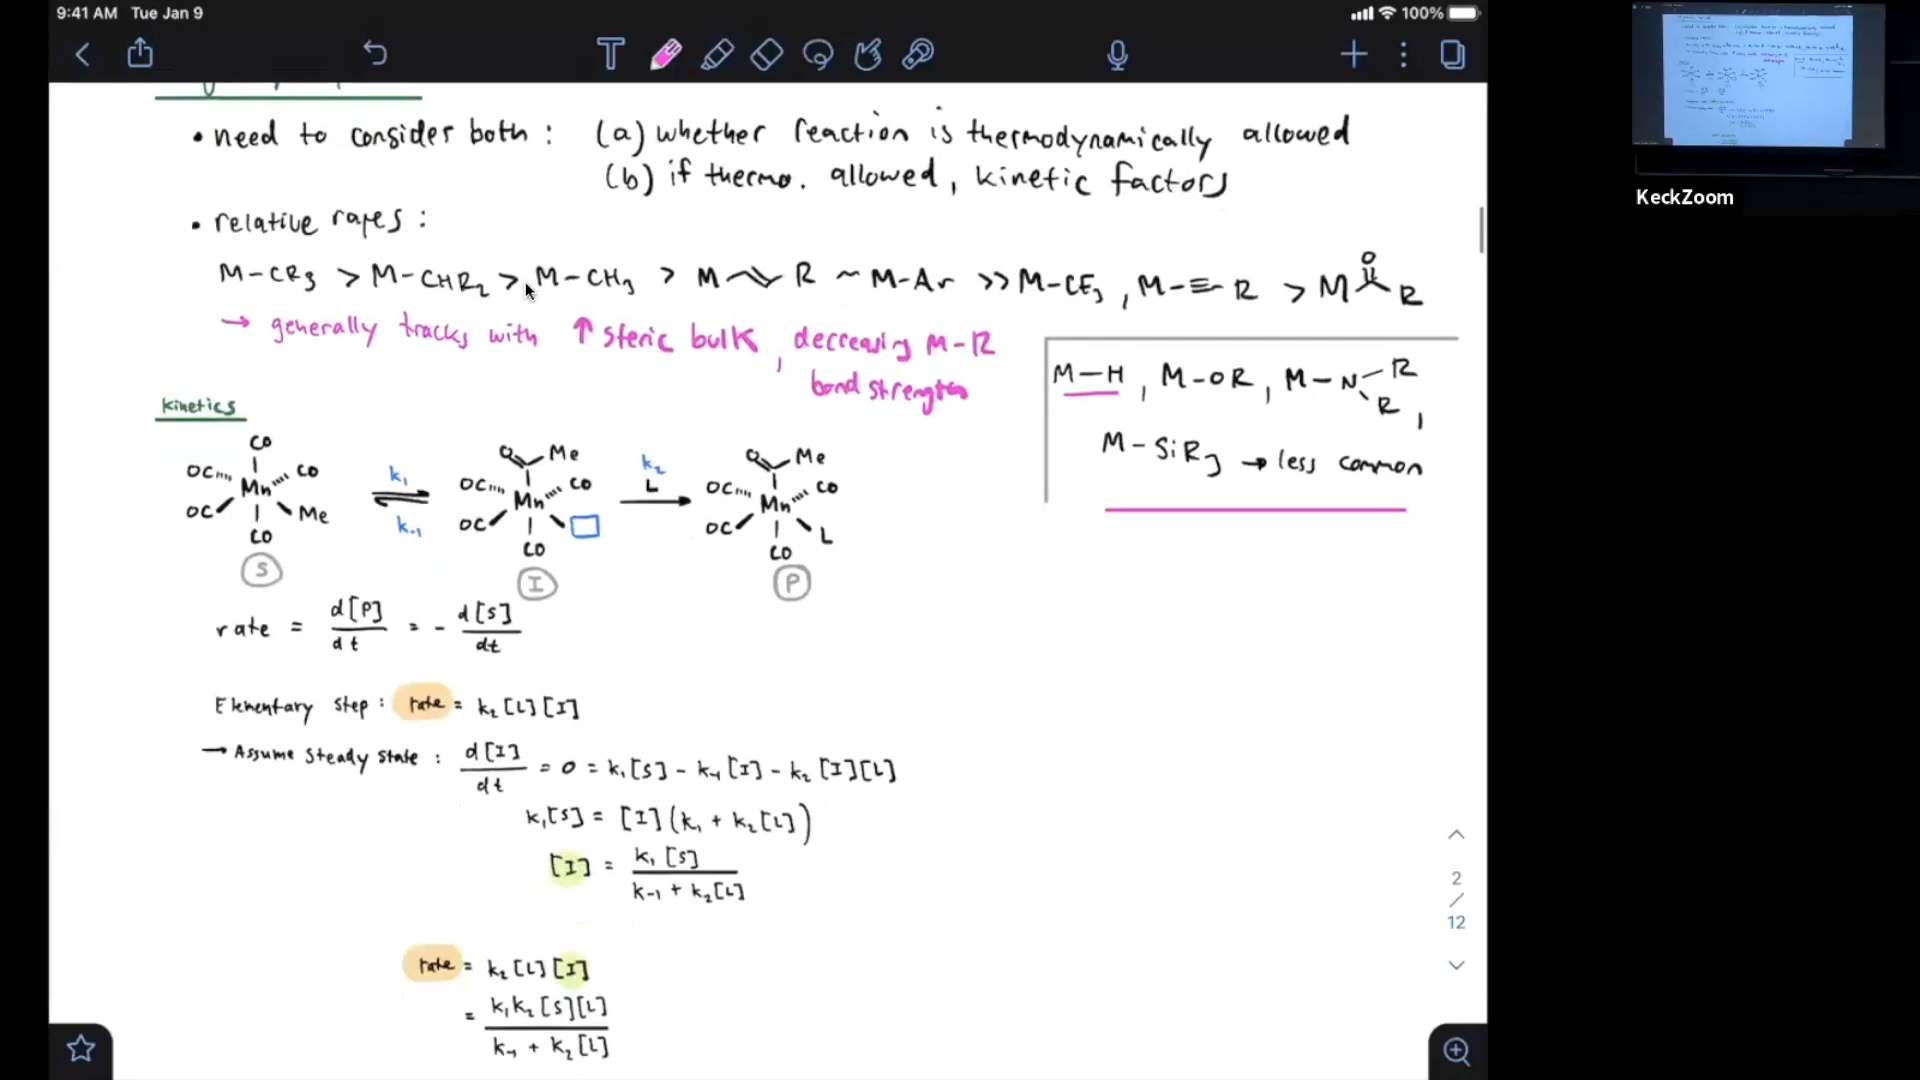 9:41 AM Tue Jan 9
100%
• need to consider both : (a) whether reaction is thermodynamically allowed
(b) if thermo. allowed, kinetic factors
• relative rates :
M-CR3 > M-CHR2 > M-CH3 > M R ~ M-Ar >> M-CF3 , M-≡-R > M O R
→ generally tracks with ↑ steric bulk , decreasing M-R
bond strengths
M-H , M-OR , M-N R R ,
M-SiR3 → less common
Kinetics
CO OC CO Mn OC Me CO
k1 k-1
O Me OC CO Mn OC CO
k2 L
O Me OC CO Mn OC L CO
S I P
rate = d[P]/dt = - d[S]/dt
Elementary Step : rate = k2 [L][I]
→ Assume Steady State : d[I]/dt = 0 = k1[S] - k-1[I] - k2[I][L]
k1[S] = [I](k1 + k2[L])
[I] = k1[S] / k-1 + k2[L]
rate = k2[L][I]
= k1k2[S][L] / k-1 + k2[L]
2
/
12
KeckZoom